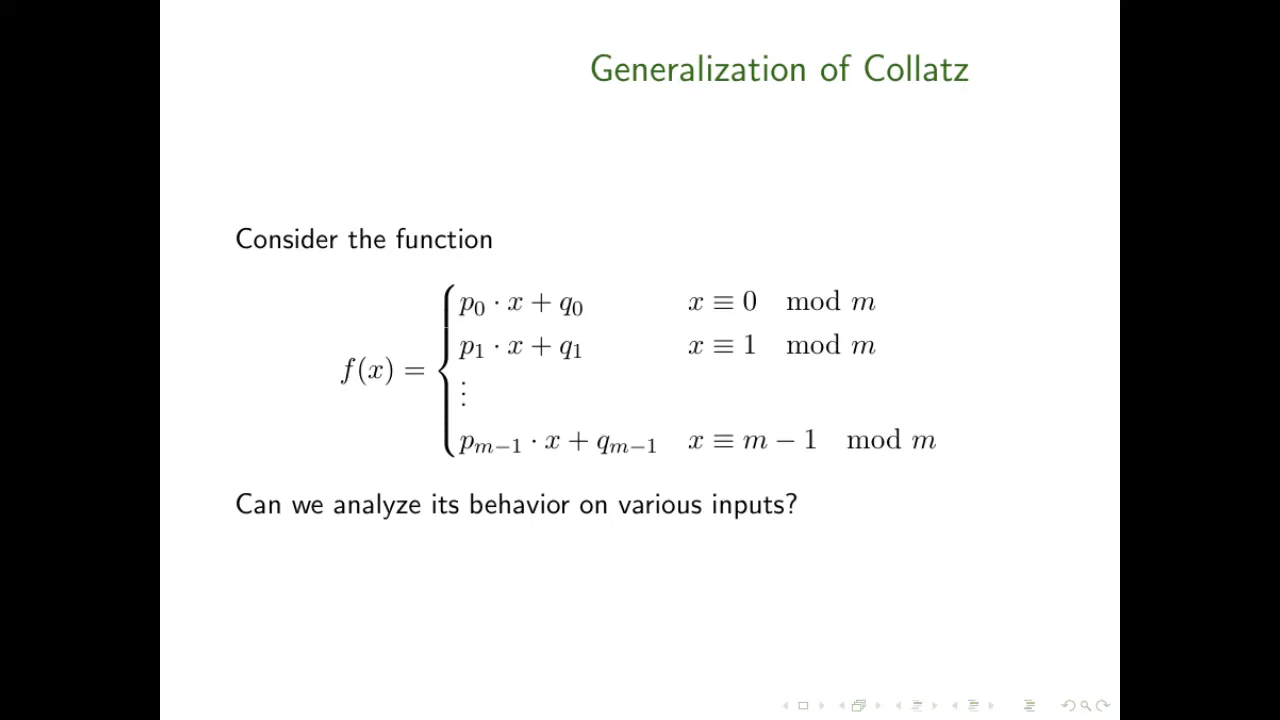 Generalization of Collatz
Consider the function
f(x) = { p₀ · x + q₀   x ≡ 0 mod m
p₁ · x + q₁   x ≡ 1 mod m
⋮
pₘ₋₁ · x + qₘ₋₁   x ≡ m − 1 mod m
Can we analyze its behavior on various inputs?